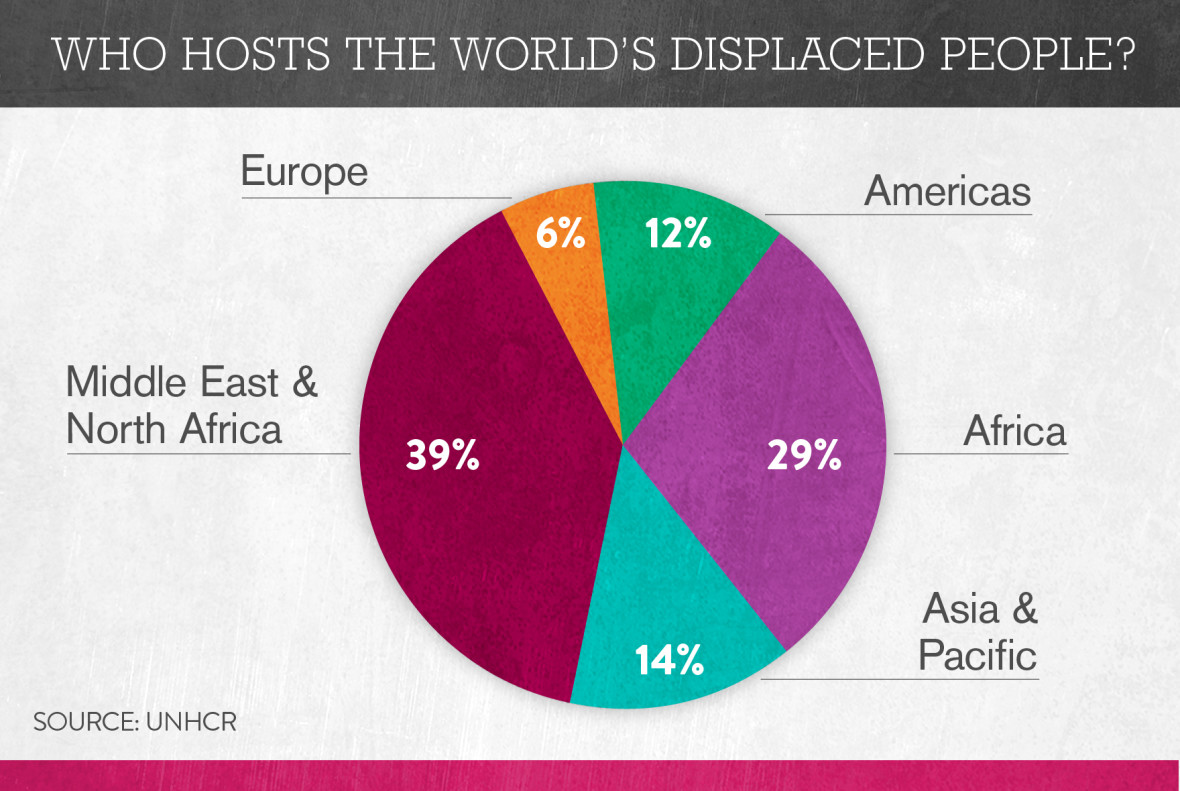 WHO HOSTS THE WORLD'S DISPLACED PEOPLE?
Europe
6%
12%
Americas
Middle East &
North Africa
39%
29%
Africa
14%
Asia &
Pacific
SOURCE: UNHCR